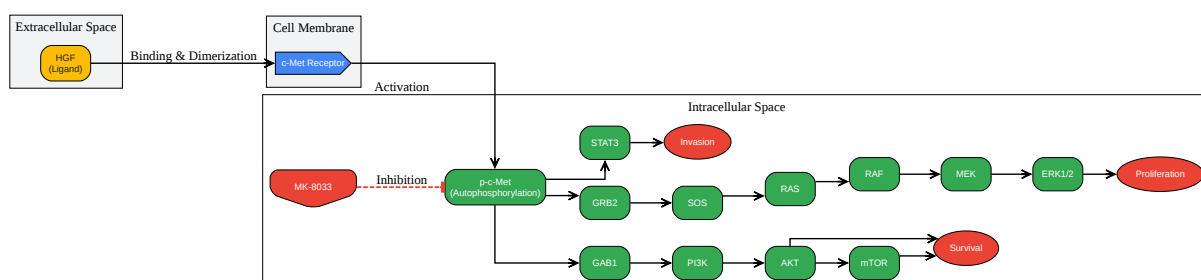 Extracellular Space
Cell Membrane
HGF
(Ligand)
Binding & Dimerization
c-Met Receptor
Activation
Intracellular Space
STAT3
Invasion
MK-8033
Inhibition
p-c-Met
(Autophosphorylation)
GRB2
SOS
RAS
RAF
MEK
ERK1/2
Proliferation
GAB1
PI3K
AKT
mTOR
Survival